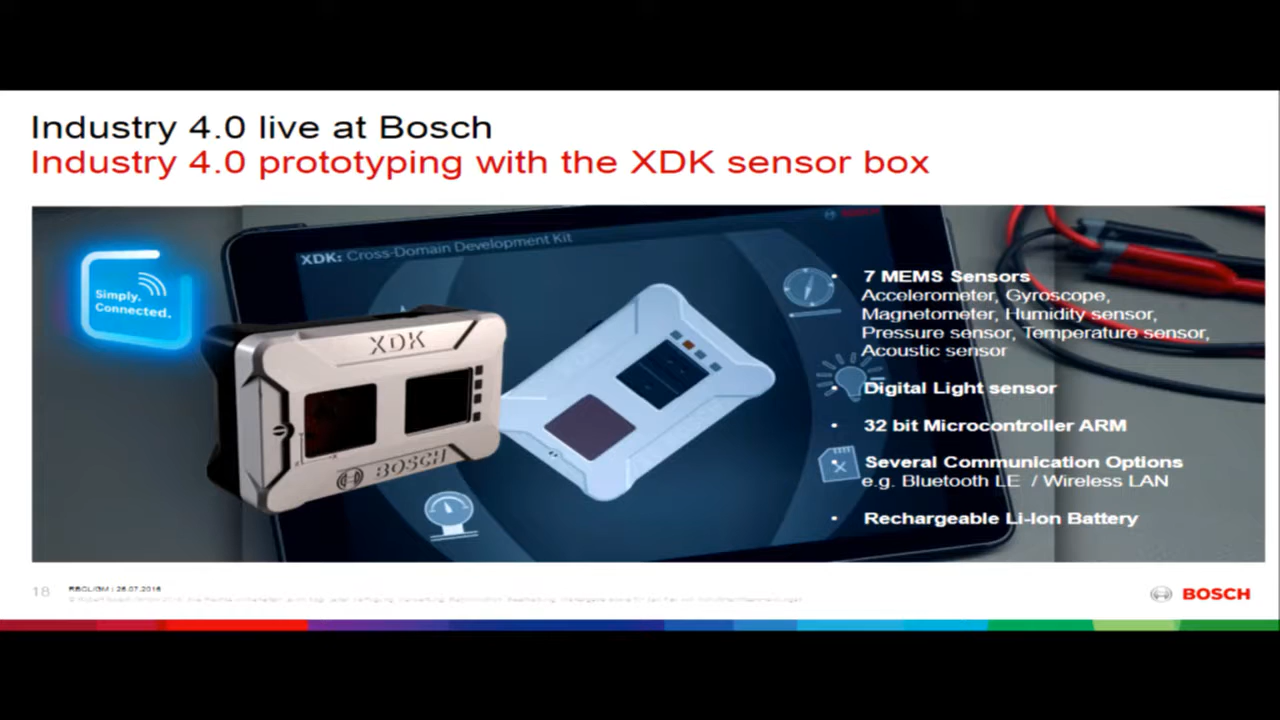 Industry 4.0 live at Bosch
Industry 4.0 prototyping with the XDK sensor box
XDK: Cross-Domain Development Kit
BOSCH
Simply.
Connected.
XDK
BOSCH
• 7 MEMS Sensors
Accelerometer, Gyroscope,
Magnetometer, Humidity sensor,
Pressure sensor, Temperature sensor,
Acoustic sensor
• Digital Light sensor
• 32 bit Microcontroller ARM
• Several Communication Options
e.g. Bluetooth LE / Wireless LAN
• Rechargeable Li-Ion Battery
18
26.07.2016
BOSCH